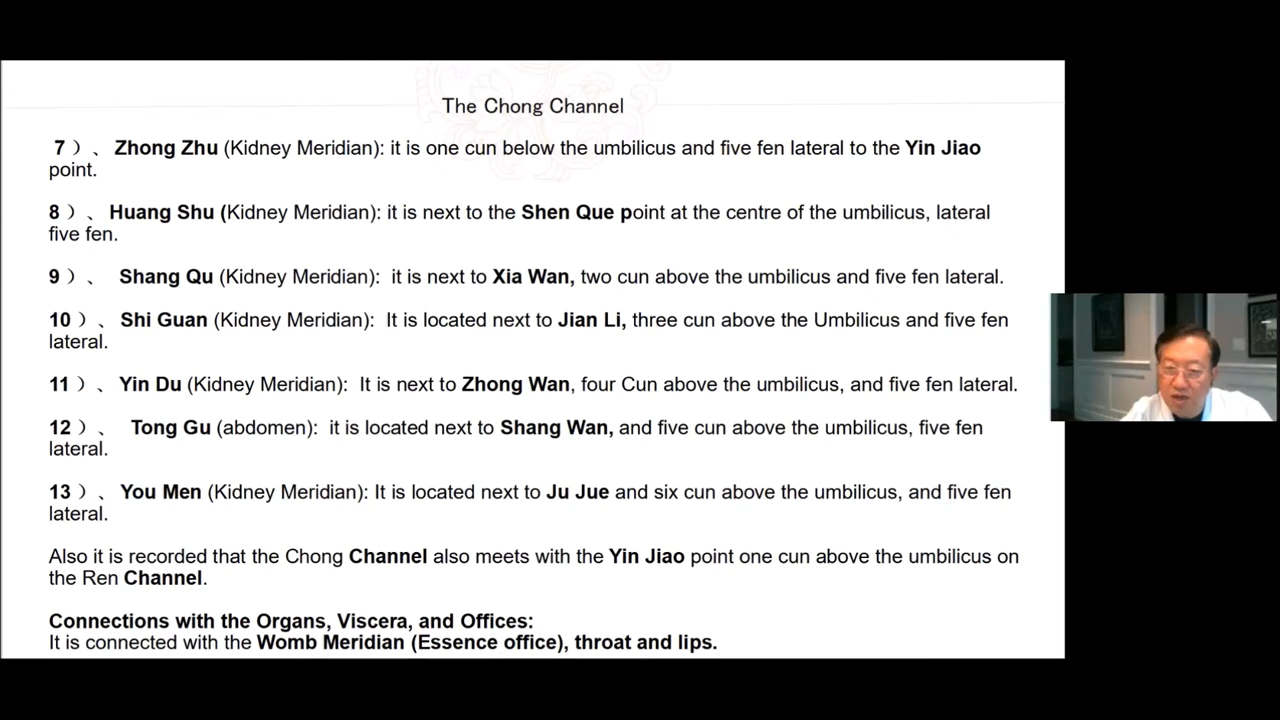 The Chong Channel
7）、 Zhong Zhu (Kidney Meridian): it is one cun below the umbilicus and five fen lateral to the Yin Jiao
point.
8）、 Huang Shu (Kidney Meridian): it is next to the Shen Que point at the centre of the umbilicus, lateral
five fen.
9）、 Shang Qu (Kidney Meridian): it is next to Xia Wan, two cun above the umbilicus and five fen lateral.
10）、 Shi Guan (Kidney Meridian): It is located next to Jian Li, three cun above the Umbilicus and five fen
lateral.
11）、 Yin Du (Kidney Meridian): It is next to Zhong Wan, four Cun above the umbilicus, and five fen lateral.
12）、 Tong Gu (abdomen): it is located next to Shang Wan, and five cun above the umbilicus, five fen
lateral.
13）、 You Men (Kidney Meridian): It is located next to Ju Jue and six cun above the umbilicus, and five fen
lateral.
Also it is recorded that the Chong Channel also meets with the Yin Jiao point one cun above the umbilicus on
the Ren Channel.
Connections with the Organs, Viscera, and Offices:
It is connected with the Womb Meridian (Essence office), throat and lips.